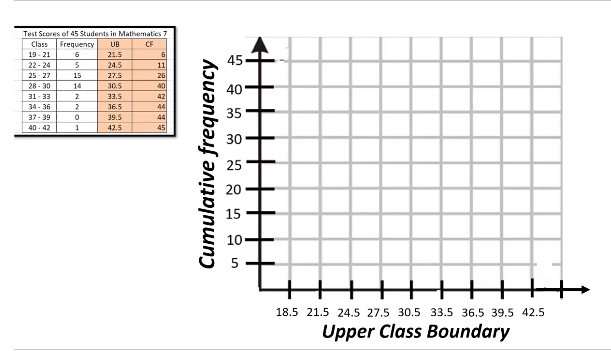 Test Scores of 45 Students in Mathematics 7
Class Frequency UB CF
19 - 21 6 21.5 6
22 - 24 5 24.5 11
25 - 27 15 27.5 26
28 - 30 14 30.5 40
31 - 33 2 33.5 42
34 - 36 2 36.5 44
37 - 39 0 39.5 44
40 - 42 1 42.5 45
Cumulative frequency
45
40
35
30
25
20
15
10
5
18.5 21.5 24.5 27.5 30.5 33.5 36.5 39.5 42.5
Upper Class Boundary